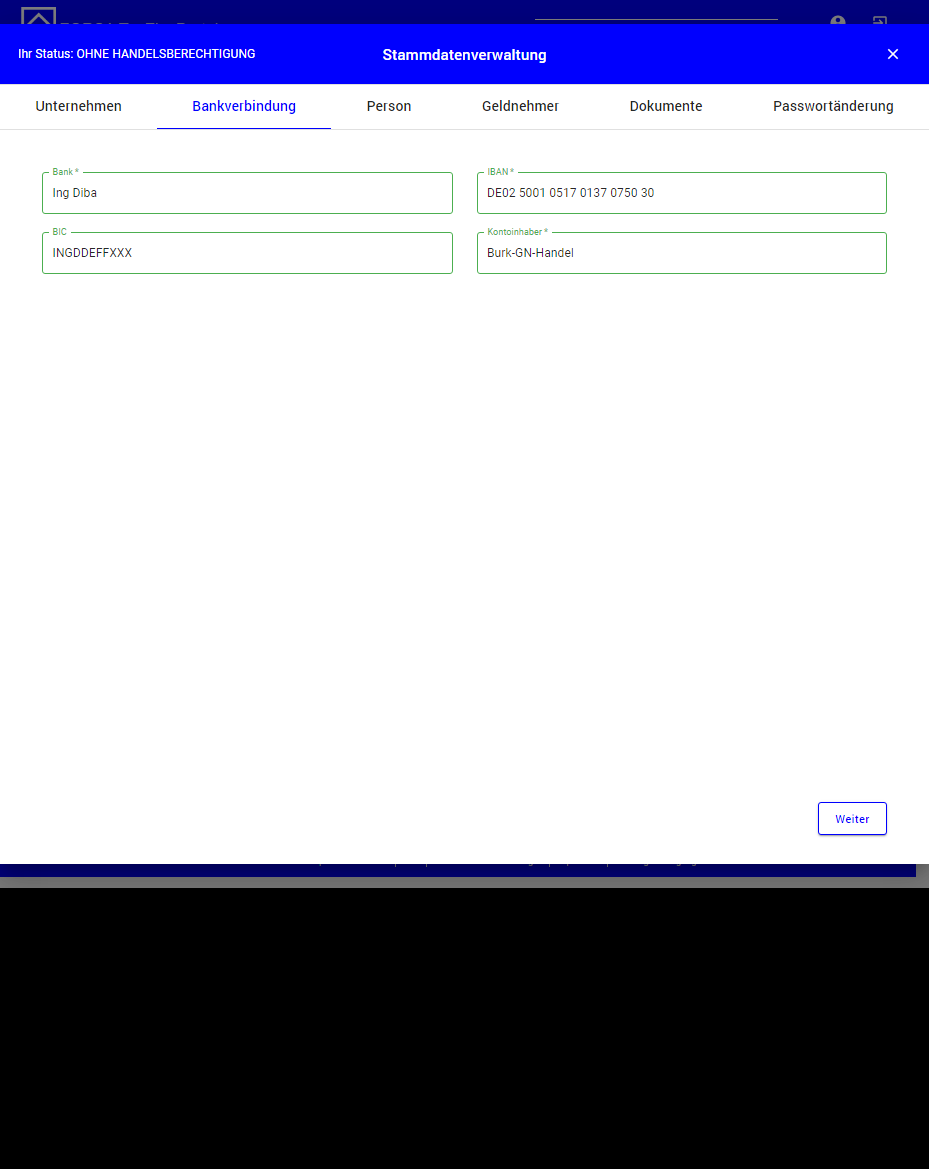 Ihr Status: OHNE HANDELSBERECHTIGUNG
Stammdatenverwaltung
Unternehmen
Bankverbindung
Person
Geldnehmer
Dokumente
Passwortänderung
Bank *
Ing Diba
IBAN *
DE02 5001 0517 0137 0750 30
BIC
INGDDEFFXXX
Kontoinhaber *
Burk-GN-Handel
Weiter